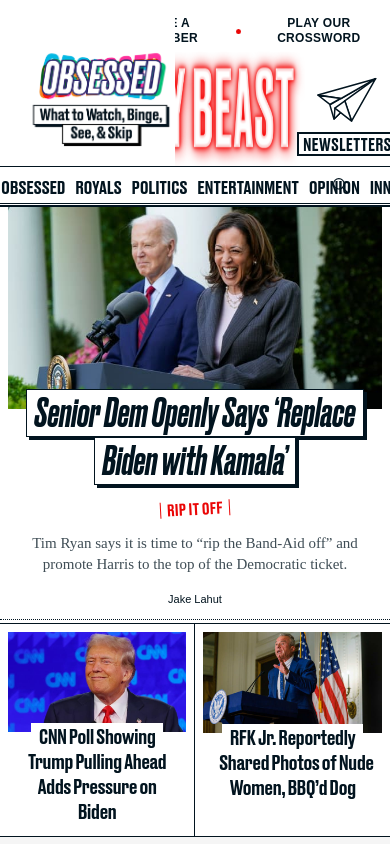 E A
BER
PLAY OUR
CROSSWORD
OBSESSED
What to Watch, Binge,
See, & Skip
Y BEAST
NEWSLETTERS
OBSESSED ROYALS POLITICS ENTERTAINMENT OPINION INN
Senior Dem Openly Says ‘Replace
Biden with Kamala’
RIP IT OFF
Tim Ryan says it is time to “rip the Band-Aid off” and
promote Harris to the top of the Democratic ticket.
Jake Lahut
CNN
CNN
CNN Poll Showing
Trump Pulling Ahead
Adds Pressure on
Biden
RFK Jr. Reportedly
Shared Photos of Nude
Women, BBQ’d Dog